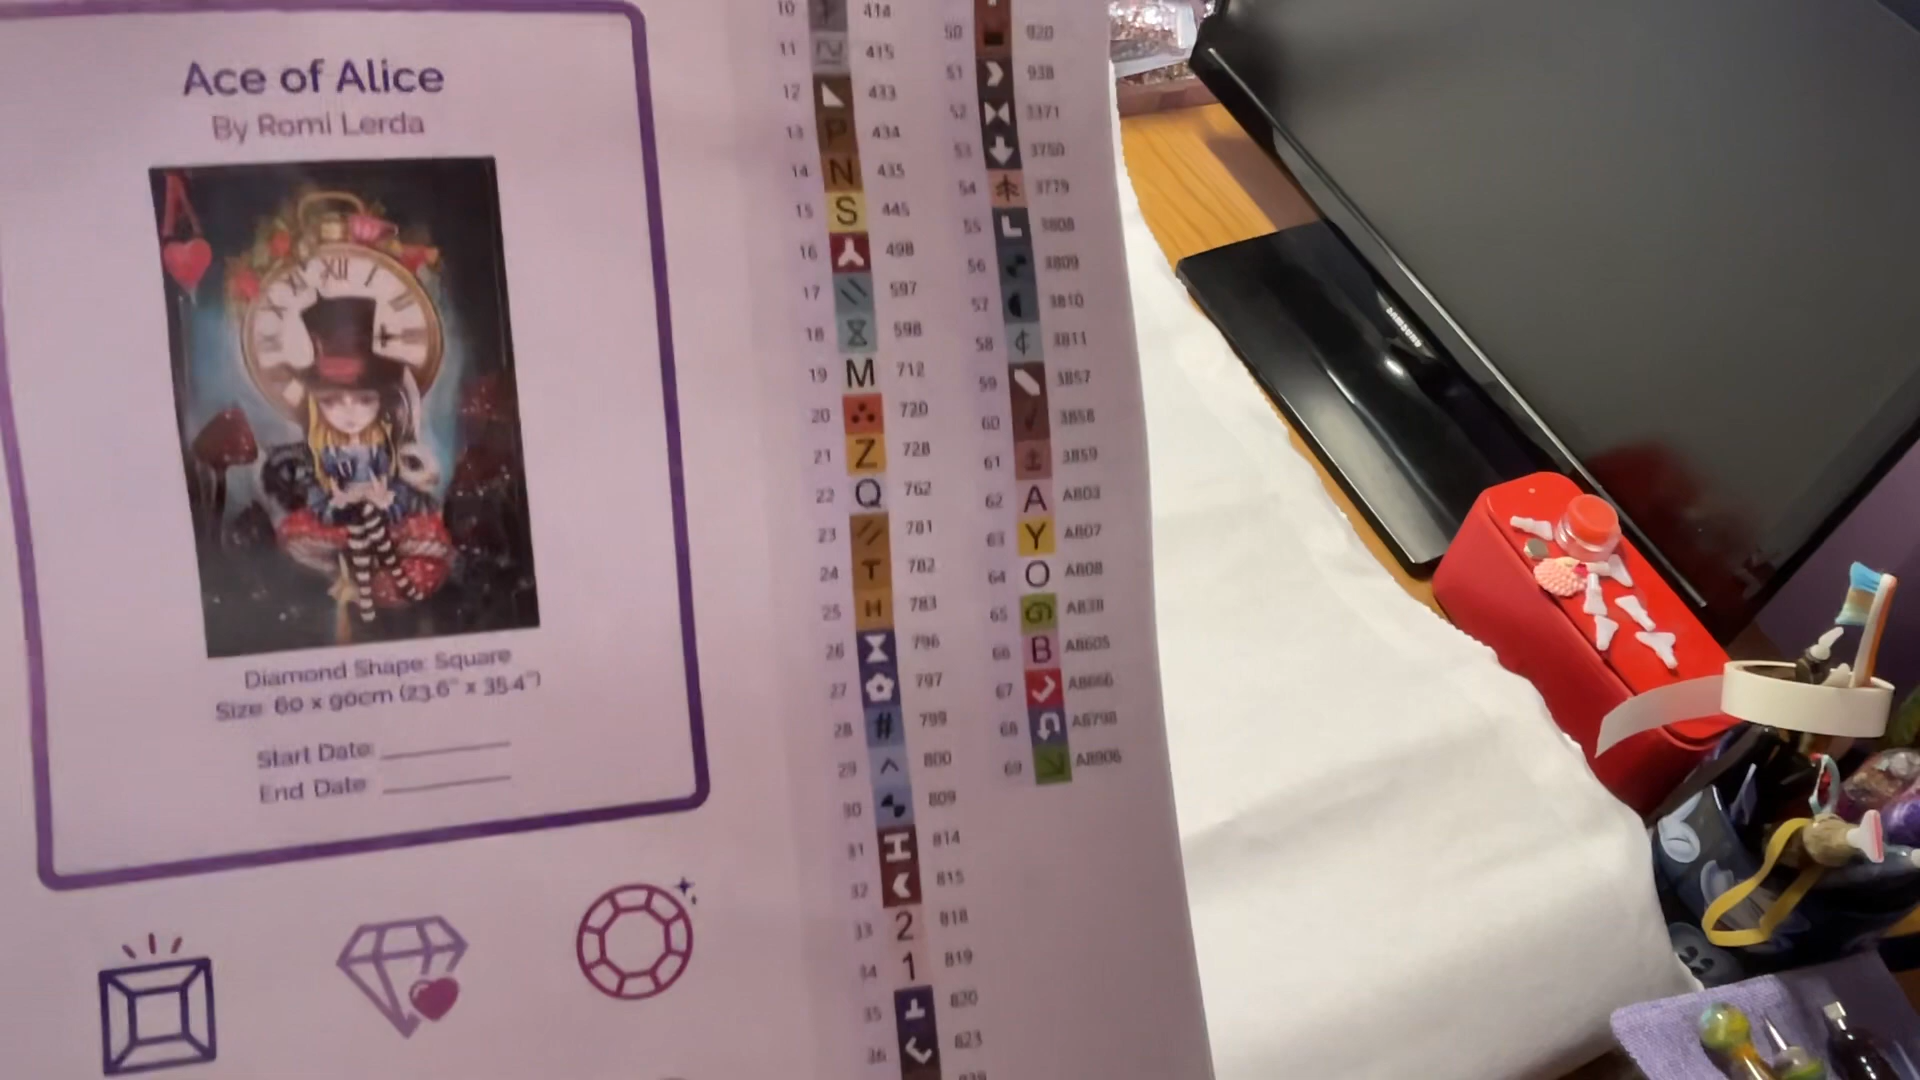 Ace of Alice
By Romi Lerda
A
XII
I
XI
Diamond Shape: Square
Size: 60 x 90cm (23.6" x 35.4")
Start Date:
End Date
10 414
11 415
12 433
13 P 434
14 N 435
15 S 445
16 498
17 597
18 598
19 M 712
20 720
21 Z 728
22 Q 762
23 781
24 T 782
25 H 783
26 796
27 797
28 # 799
29 ^ 800
30 809
31 814
32 815
33 2 818
34 1 819
35 820
36 823
50 920
51 938
52 3371
53 3750
54 3779
55 3808
56 3809
57 3810
58 ¢ 3811
59 3857
60 3858
61 3859
62 A AB03
63 Y AB07
64 O AB08
65 G AB38
66 B AB605
67 AB666
68 AB798
69 AB906
SAMSUNG